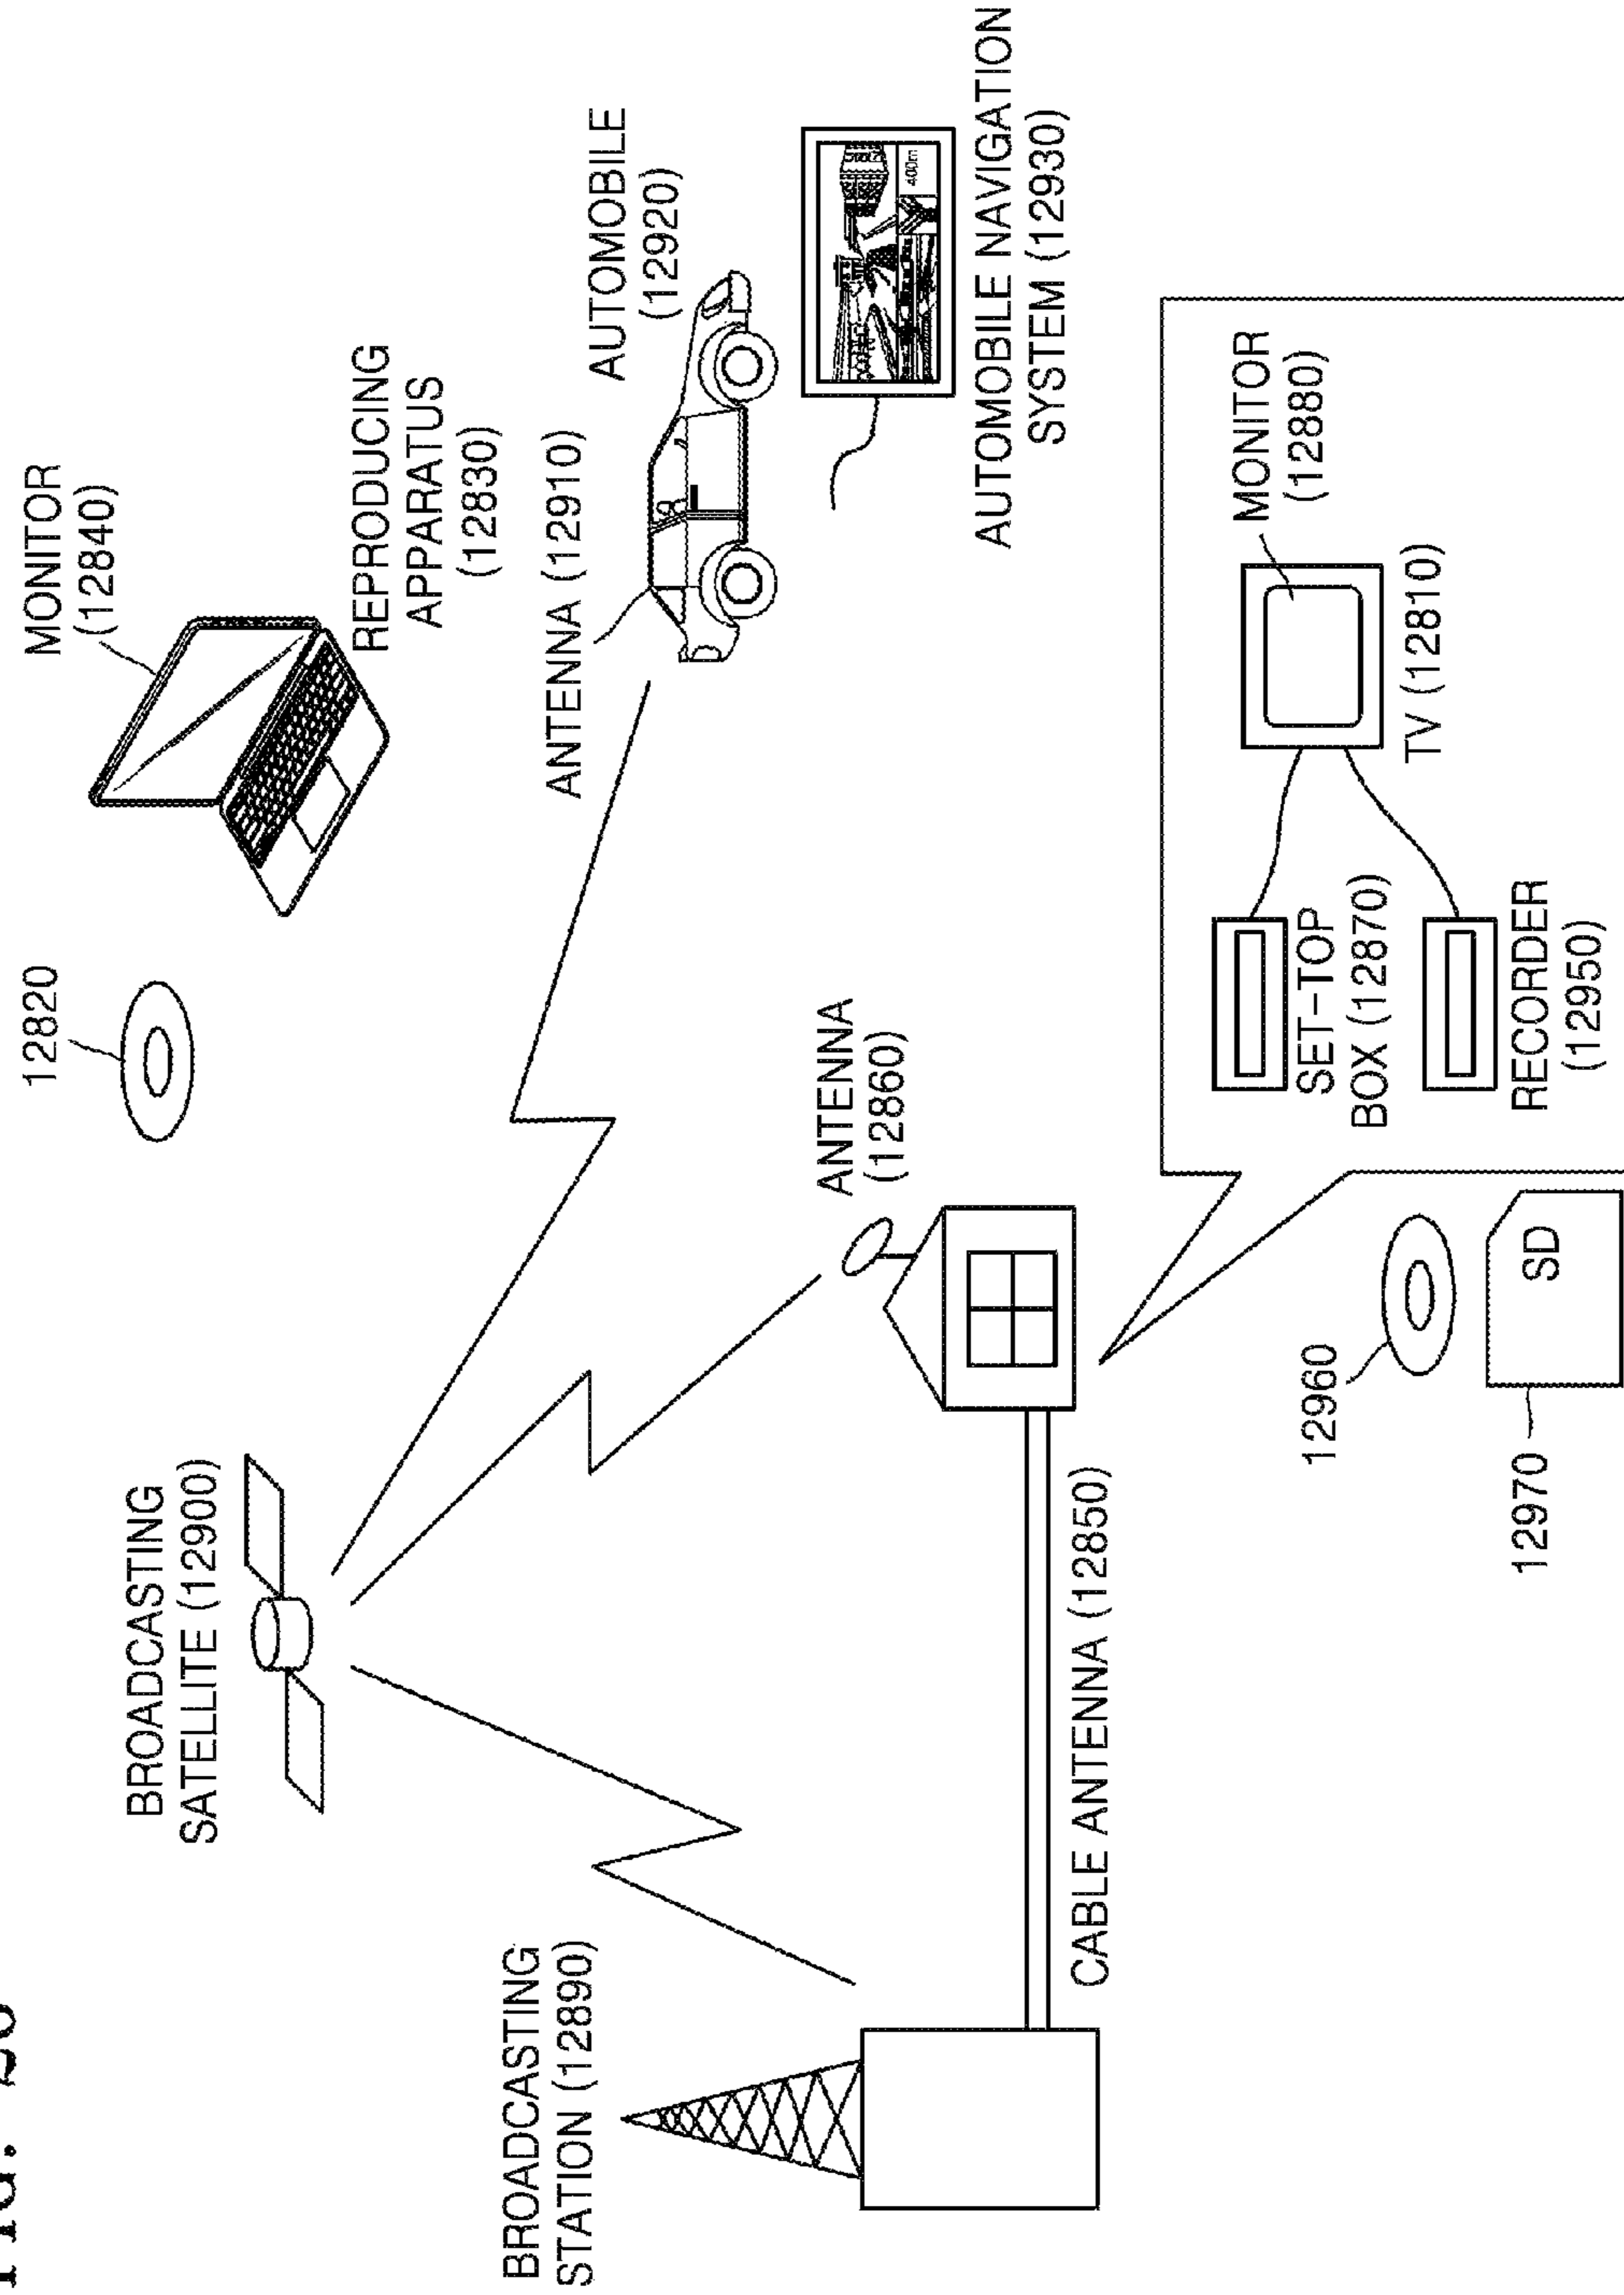 FIG.
12820
MONITOR
(12840)
REPRODUCING
APPARATUS
(12830)
BROADCASTING
SATELLITE (12900)
BROADCASTING
STATION (12890)
ANTENNA (12910)
AUTOMOBILE
(12920)
ANTENNA
(12860)
400m
AUTOMOBILE NAVIGATION
SYSTEM (12930)
CABLE ANTENNA (12850)
MONITOR
(12880)
SET-TOP
BOX (12870)
TV (12810)
RECORDER
(12950)
12960
12970
SD